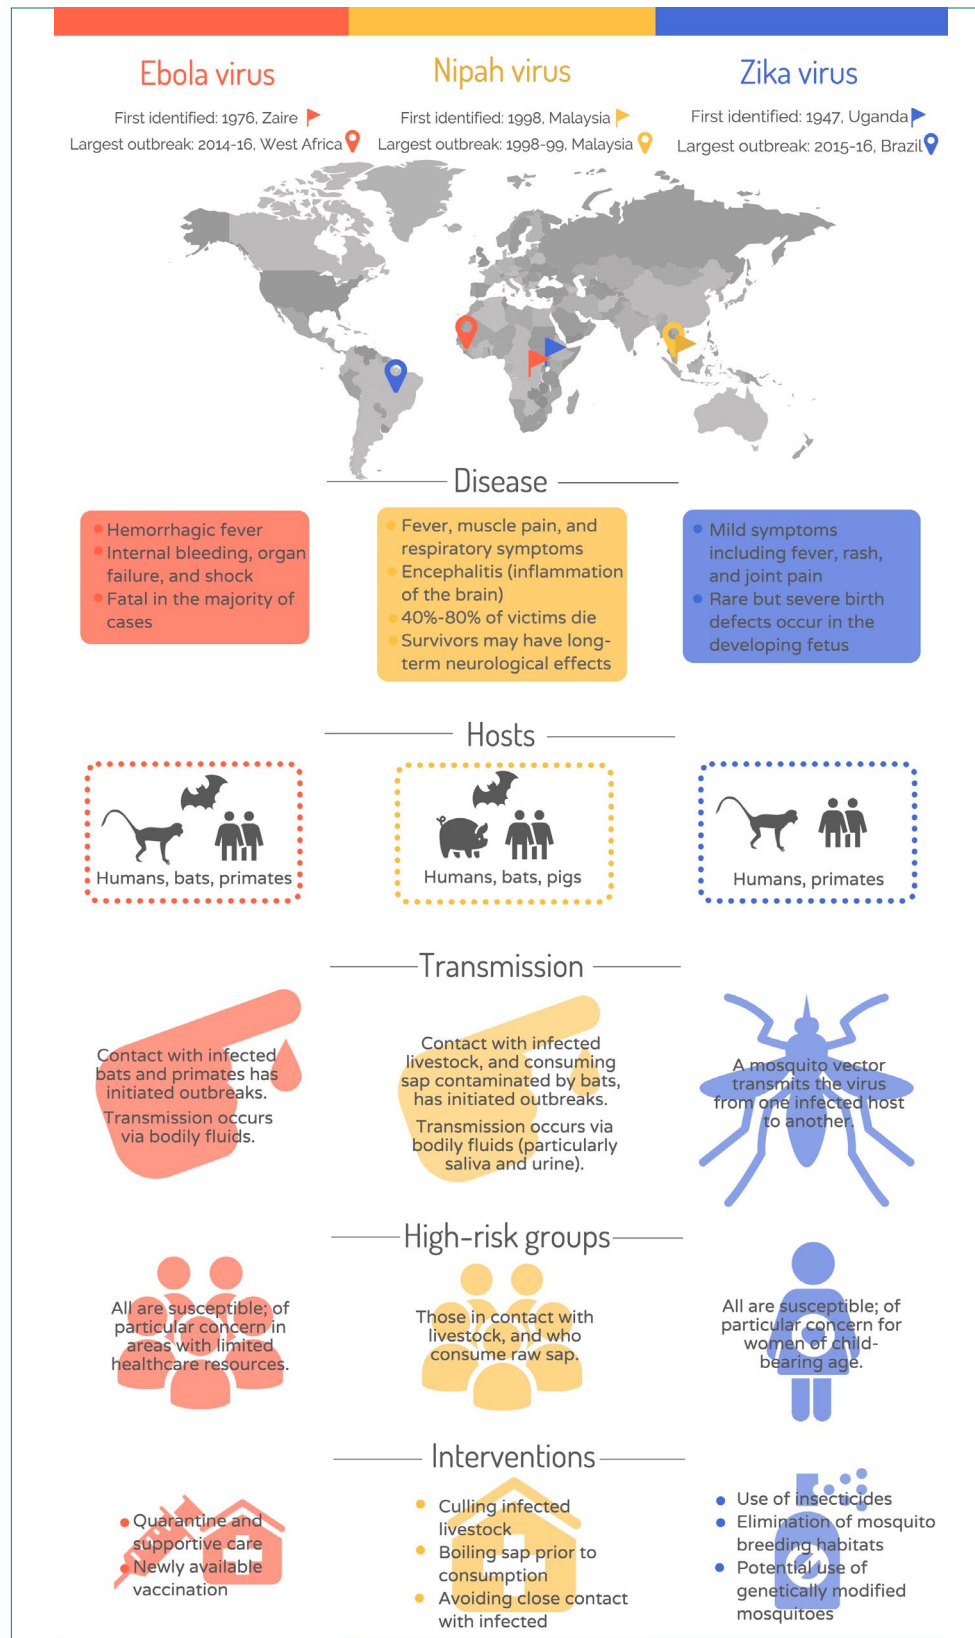 Ebola virus
First identified: 1976, Zaire
Largest outbreak: 2014-16, West Africa
Nipah virus
First identified: 1998, Malaysia
Largest outbreak: 1998-99, Malaysia
Zika virus
First identified: 1947, Uganda
Largest outbreak: 2015-16, Brazil
Disease
Hemorrhagic fever
Internal bleeding, organ
failure, and shock
Fatal in the majority of
cases
Fever, muscle pain, and
respiratory symptoms
Encephalitis (inflammation
of the brain)
40%-80% of victims die
Survivors may have long-
term neurological effects
Mild symptoms
including fever, rash,
and joint pain
Rare but severe birth
defects occur in the
developing fetus
Hosts
Humans, bats, primates
Humans, bats, pigs
Humans, primates
Transmission
Contact with infected
bats and primates has
initiated outbreaks.
Transmission occurs
via bodily fluids.
Contact with infected
livestock, and consuming
sap contaminated by bats,
has initiated outbreaks.
Transmission occurs via
bodily fluids (particularly
saliva and urine).
A mosquito vector
transmits the virus
from one infected host
to another.
High-risk groups
All are susceptible; of
particular concern in
areas with limited
healthcare resources.
Those in contact with
livestock, and who
consume raw sap.
All are susceptible; of
particular concern for
women of child-
bearing age.
Interventions
Quarantine and
supportive care
Newly available
vaccination
Culling infected
livestock
Boiling sap prior to
consumption
Avoiding close contact
with infected
Use of insecticides
Elimination of mosquito
breeding habitats
Potential use of
genetically modified
mosquitoes